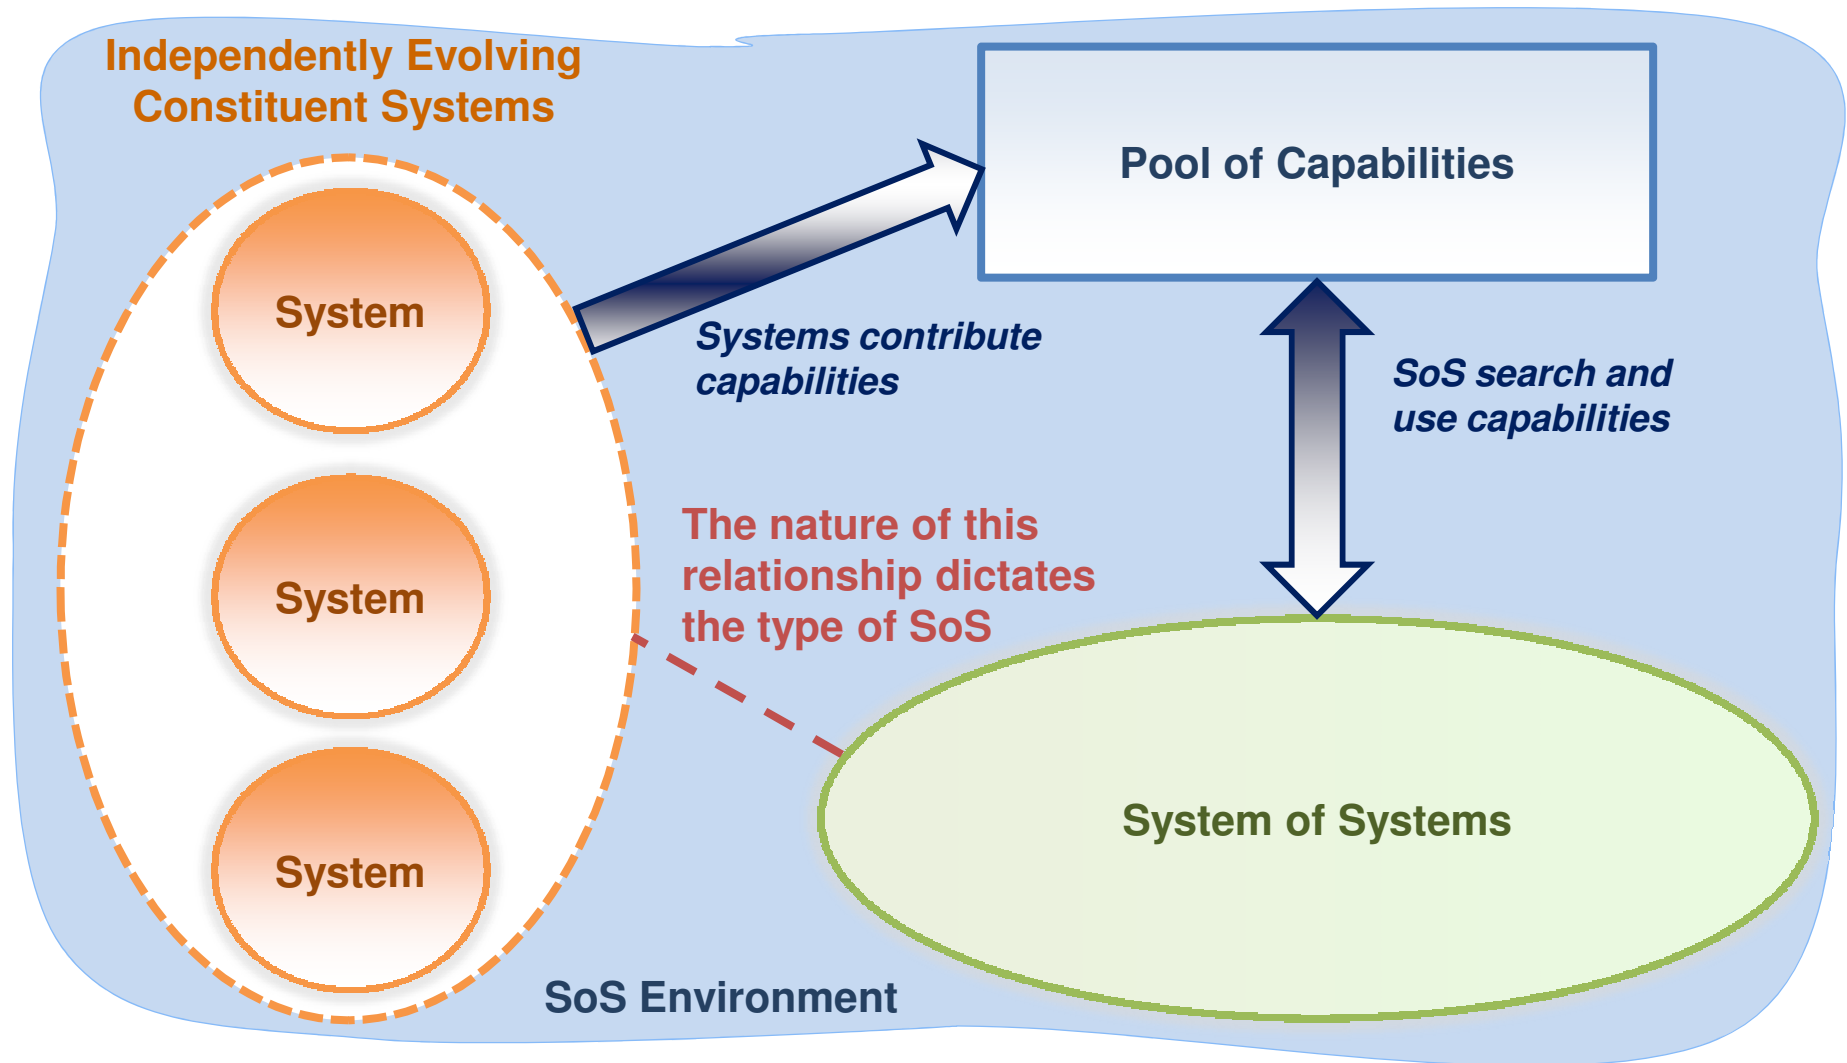 Independently Evolving
Constituent Systems
Pool of Capabilities
System
Systems contribute
capabilities
SoS search and
use capabilities
The nature of this
relationship dictates
the type of SoS
System
System of Systems
System
SoS Environment